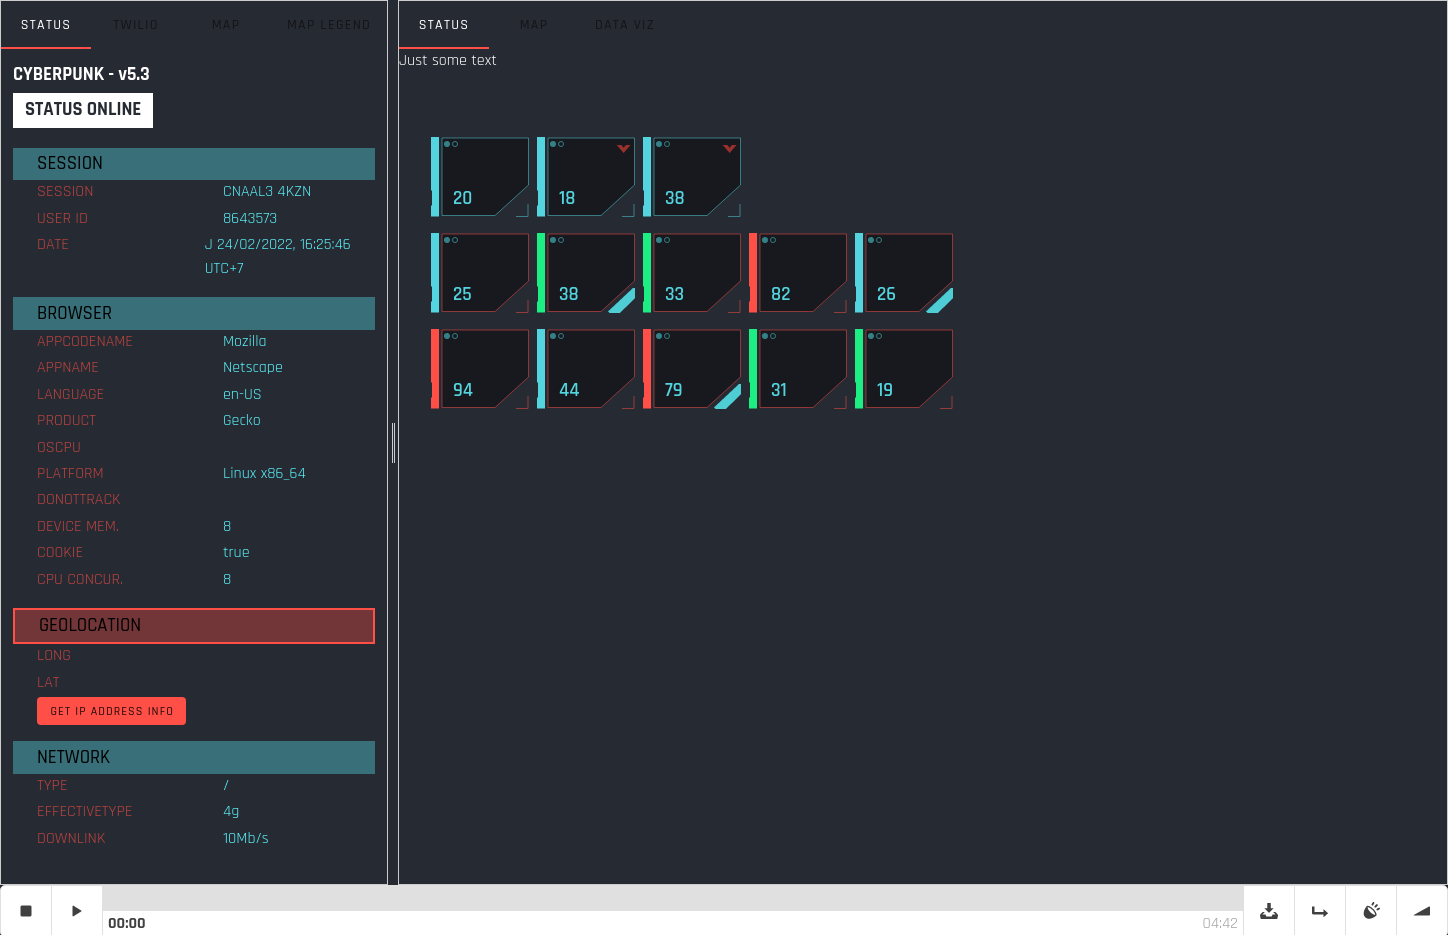 STATUS TWILIO MAP MAP LEGEND
CYBERPUNK - v5.3
STATUS ONLINE
SESSION
SESSION CNAAL3 4KZN
USER ID 8643573
DATE J 24/02/2022, 16:25:46
UTC+7
BROWSER
APPCODENAME Mozilla
APPNAME Netscape
LANGUAGE en-US
PRODUCT Gecko
OSCPU
PLATFORM Linux x86_64
DONOTTRACK
DEVICE MEM. 8
COOKIE true
CPU CONCUR. 8
GEOLOCATION
LONG
LAT
GET IP ADDRESS INFO
NETWORK
TYPE /
EFFECTIVETYPE 4g
DOWNLINK 10Mb/s
STATUS MAP DATA VIZ
Just some text
20 18 38
25 38 33 82 26
94 44 79 31 19
00:00 04:42